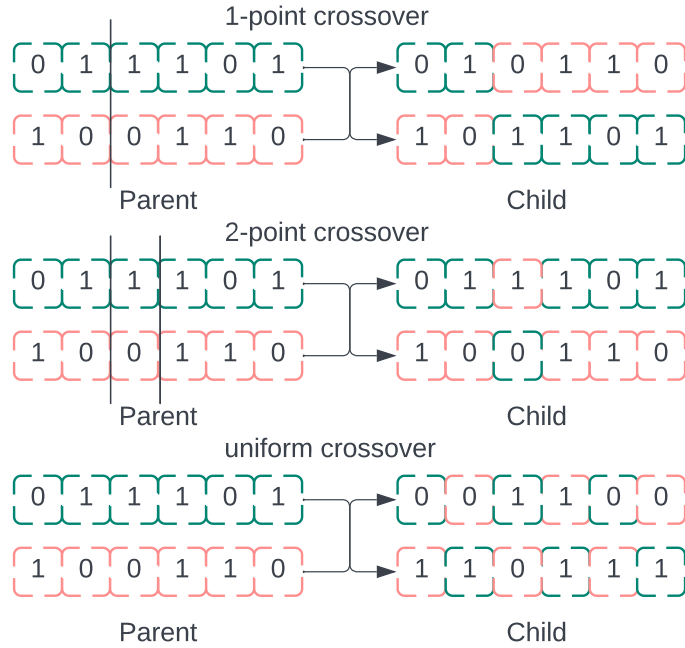 1-point crossover
0 1 1 1 0 1 0 1 0 1 1 0
1 0 0 1 1 0 1 0 1 1 0 1
Parent Child
2-point crossover
0 1 1 1 0 1 0 1 1 1 0 1
1 0 0 1 1 0 1 0 0 1 1 0
Parent Child
uniform crossover
0 1 1 1 0 1 0 0 1 1 0 0
1 0 0 1 1 0 1 1 0 1 1 1
Parent Child